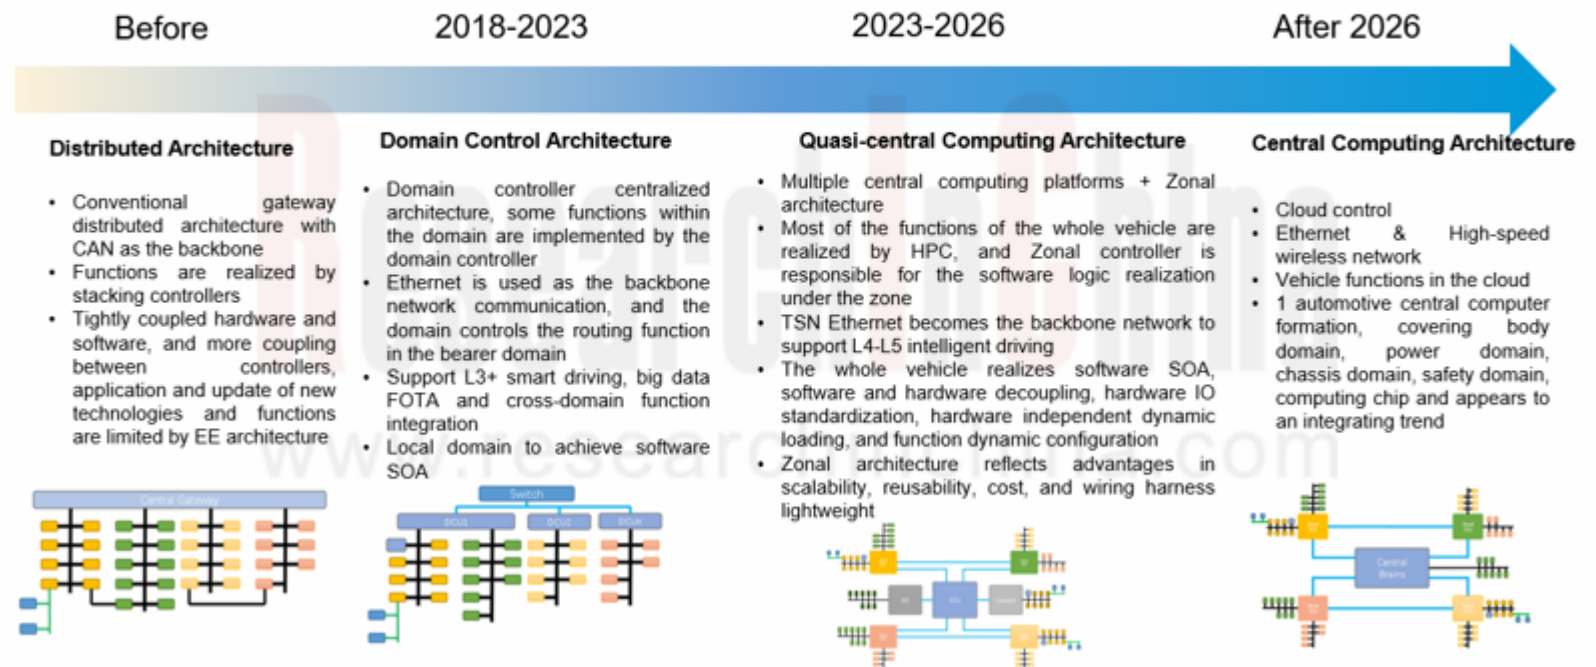 Before
2018-2023
2023-2026
After 2026
Distributed Architecture
• Conventional gateway
distributed architecture with
CAN as the backbone
• Functions are realized by
stacking controllers
• Tightly coupled hardware and
software, and more coupling
between controllers,
application and update of new
technologies and functions
are limited by EE architecture
Central Gateway
Domain Control Architecture
• Domain controller centralized
architecture, some functions within
the domain are implemented by the
domain controller
• Ethernet is used as the backbone
network communication, and the
domain controls the routing function
in the bearer domain
• Support L3+ smart driving, big data
FOTA and cross-domain function
integration
• Local domain to achieve software
SOA
Switch
DCU1
DCU2
Quasi-central Computing Architecture
• Multiple central computing platforms + Zonal
architecture
• Most of the functions of the whole vehicle are
realized by HPC, and Zonal controller is
responsible for the software logic realization
under the zone
• TSN Ethernet becomes the backbone network to
support L4-L5 intelligent driving
• The whole vehicle realizes software SOA,
software and hardware decoupling, hardware IO
standardization, hardware independent dynamic
loading, and function dynamic configuration
• Zonal architecture reflects advantages in
scalability, reusability, cost, and wiring harness
lightweight
Central Computing Architecture
• Cloud control
• Ethernet & High-speed
wireless network
• Vehicle functions in the cloud
• 1 automotive central computer
formation, covering body
domain, power domain,
chassis domain, safety domain,
computing chip and appears to
an integrating trend
Central
Brains
ResearchInChina
www.researchinchina.com